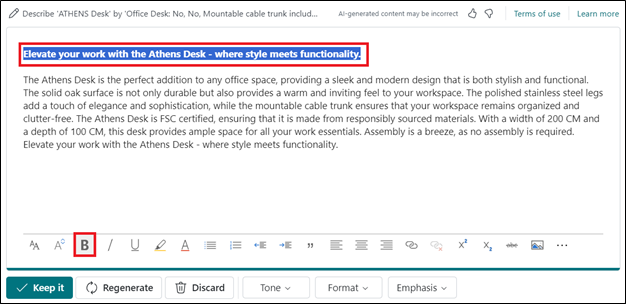 Describe 'ATHENS Desk' by 'Office Desk: No, No, Mountable cable trunk includ...
AI-generated content may be incorrect
Terms of use
Learn more
Elevate your work with the Athens Desk - where style meets functionality.
The Athens Desk is the perfect addition to any office space, providing a sleek and modern design that is both stylish and functional.
The solid oak surface is not only durable but also provides a warm and inviting feel to your workspace. The polished stainless steel legs
add a touch of elegance and sophistication, while the mountable cable trunk ensures that your workspace remains organized and
clutter-free. The Athens Desk is FSC certified, ensuring that it is made from responsibly sourced materials. With a width of 200 CM and
a depth of 100 CM, this desk provides ample space for all your work essentials. Assembly is a breeze, as no assembly is required.
Elevate your work with the Athens Desk - where style meets functionality.
AA A B I U A " x² x₂ abc ...
Keep it Regenerate Discard Tone Format Emphasis